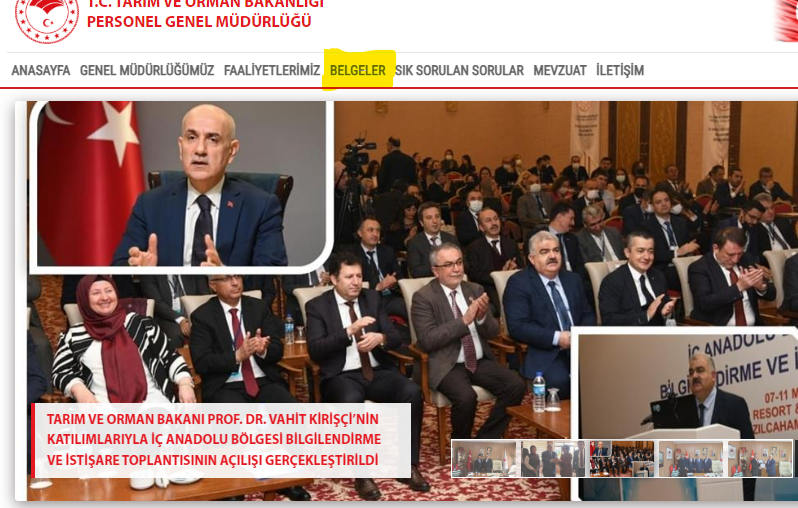 T.C. TARIM VE ORMAN BAKANLIĞI
PERSONEL GENEL MÜDÜRLÜĞÜ
ANASAYFA GENEL MÜDÜRLÜĞÜMÜZ FAALİYETLERİMİZ BELGELER SIK SORULAN SORULAR MEVZUAT İLETİŞİM
İÇ ANADOLU
BİLGİLENDİRME VE İ
07-11 M
RESORT &
ZILCAHAM
TARIM VE ORMAN BAKANI PROF. DR. VAHİT KİRİŞÇİ'NİN
KATILIMLARIYLA İÇ ANADOLU BÖLGESİ BİLGİLENDİRME
VE İSTİŞARE TOPLANTISININ AÇILIŞI GERÇEKLEŞTİRİLDİ